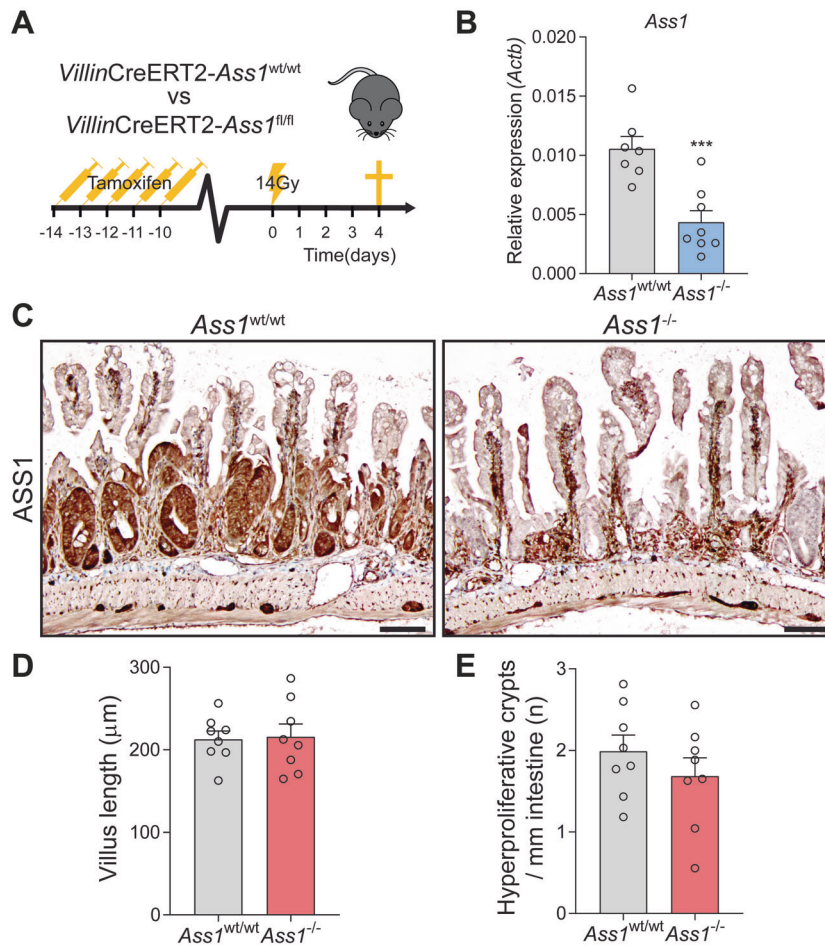 A
VillinCreERT2-Ass1wt/wt
vs
VillinCreERT2-Ass1fl/fl
Tamoxifen
14Gy
-14 -13 -12 -11 -10 0 1 2 3 4
Time(days)
B
Ass1
Relative expression (Actb)
0.020
0.015
0.010
0.005
0.000
***
Ass1wt/wt Ass1-/-
C
Ass1wt/wt Ass1-/-
ASS1
D
Villus length (μm)
300
200
100
0
Ass1wt/wt Ass1-/-
E
Hyperproliferative crypts
/ mm intestine (n)
3
2
1
0
Ass1wt/wt Ass1-/-